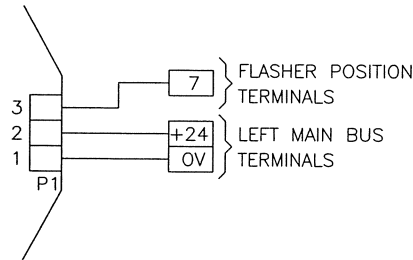 7
FLASHER POSITION
TERMINALS
3
2
1
P1
+24
0V
LEFT MAIN BUS
TERMINALS